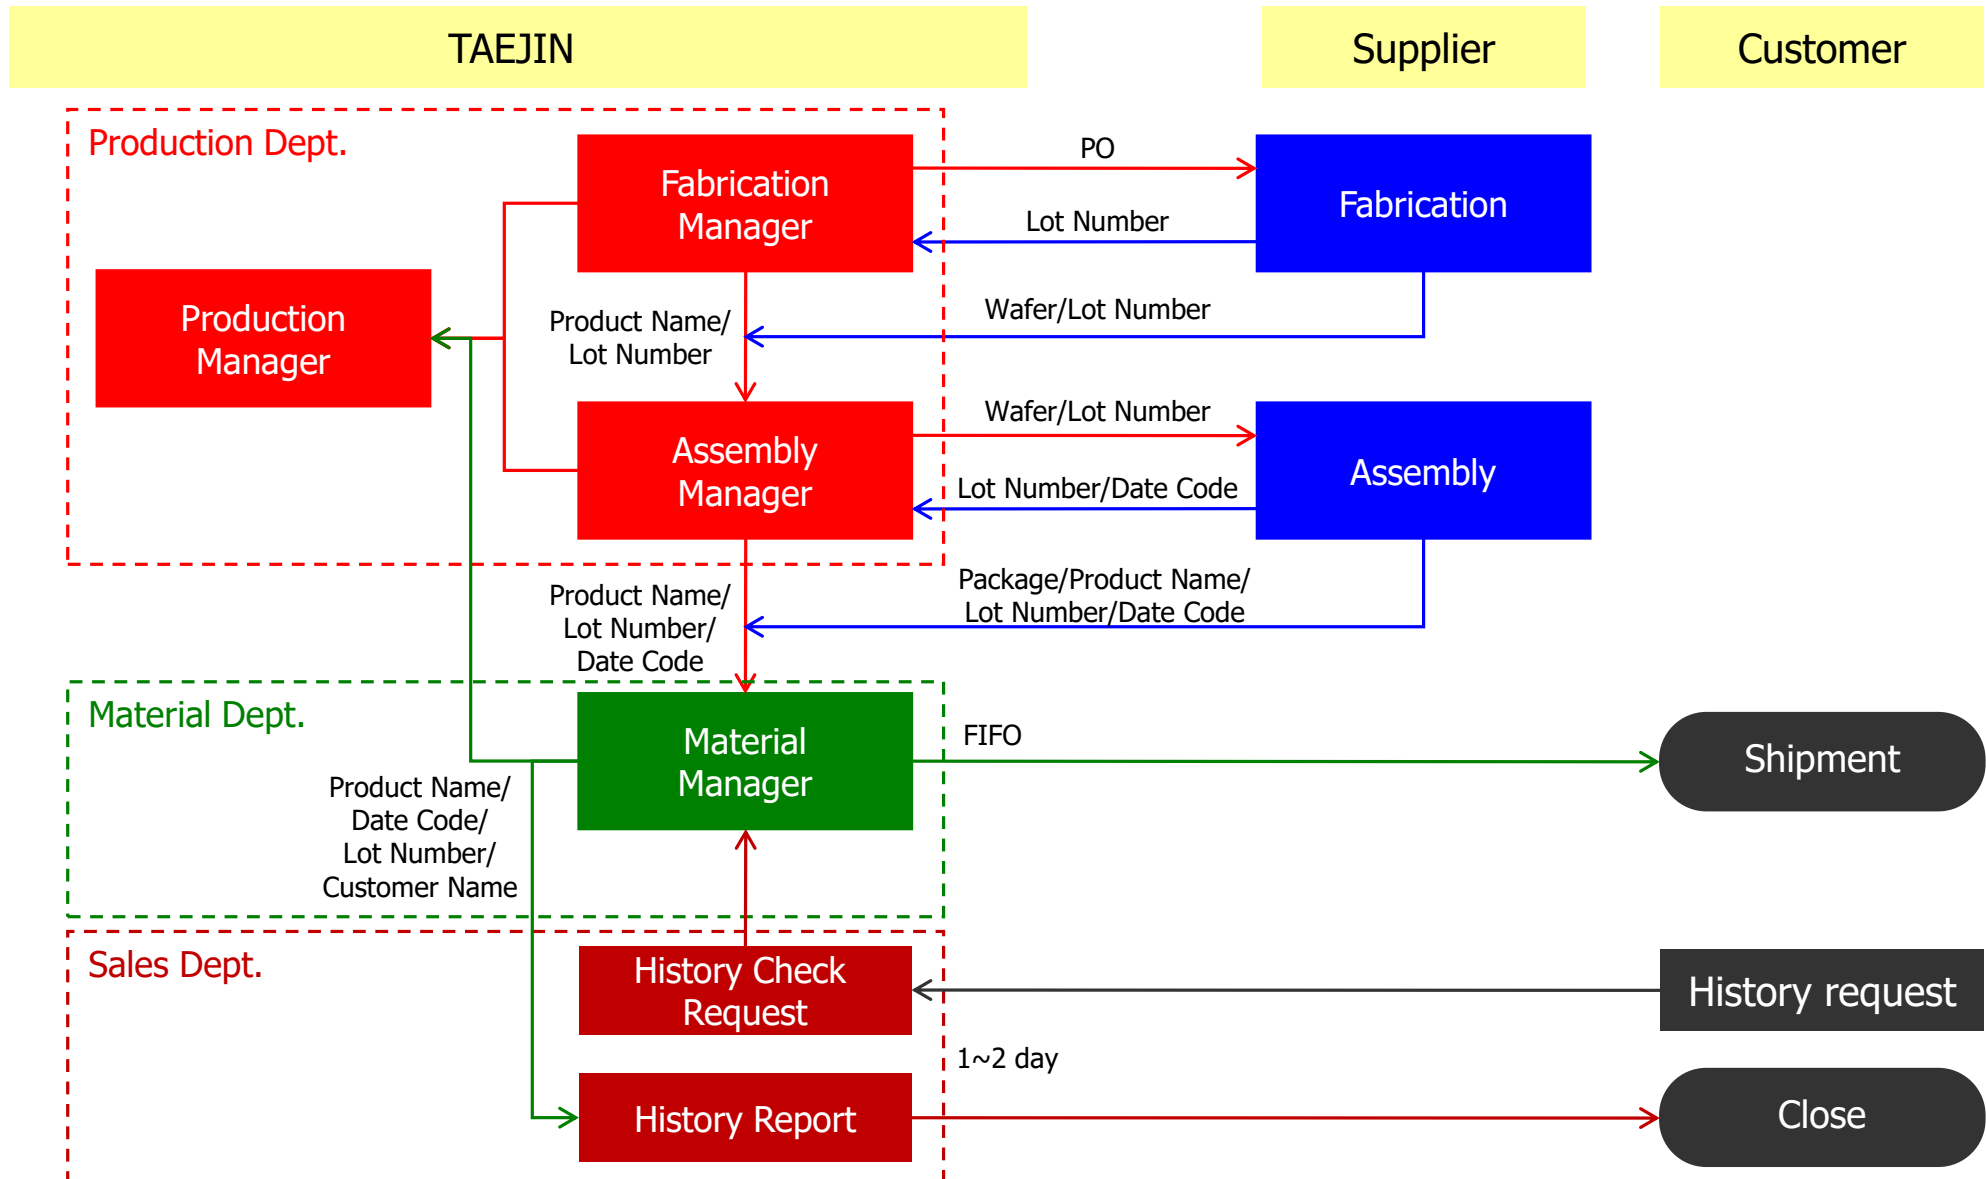 TAEJIN
Supplier
Customer
Production Dept.
Fabrication
Manager
PO
Fabrication
Lot Number
Production
Manager
Product Name/
Lot Number
Wafer/Lot Number
Assembly
Manager
Wafer/Lot Number
Assembly
Lot Number/Date Code
Product Name/
Lot Number/
Date Code
Package/Product Name/
Lot Number/Date Code
Material Dept.
Material
Manager
FIFO
Shipment
Product Name/
Date Code/
Lot Number/
Customer Name
Sales Dept.
History Check
Request
History request
1~2 day
History Report
Close